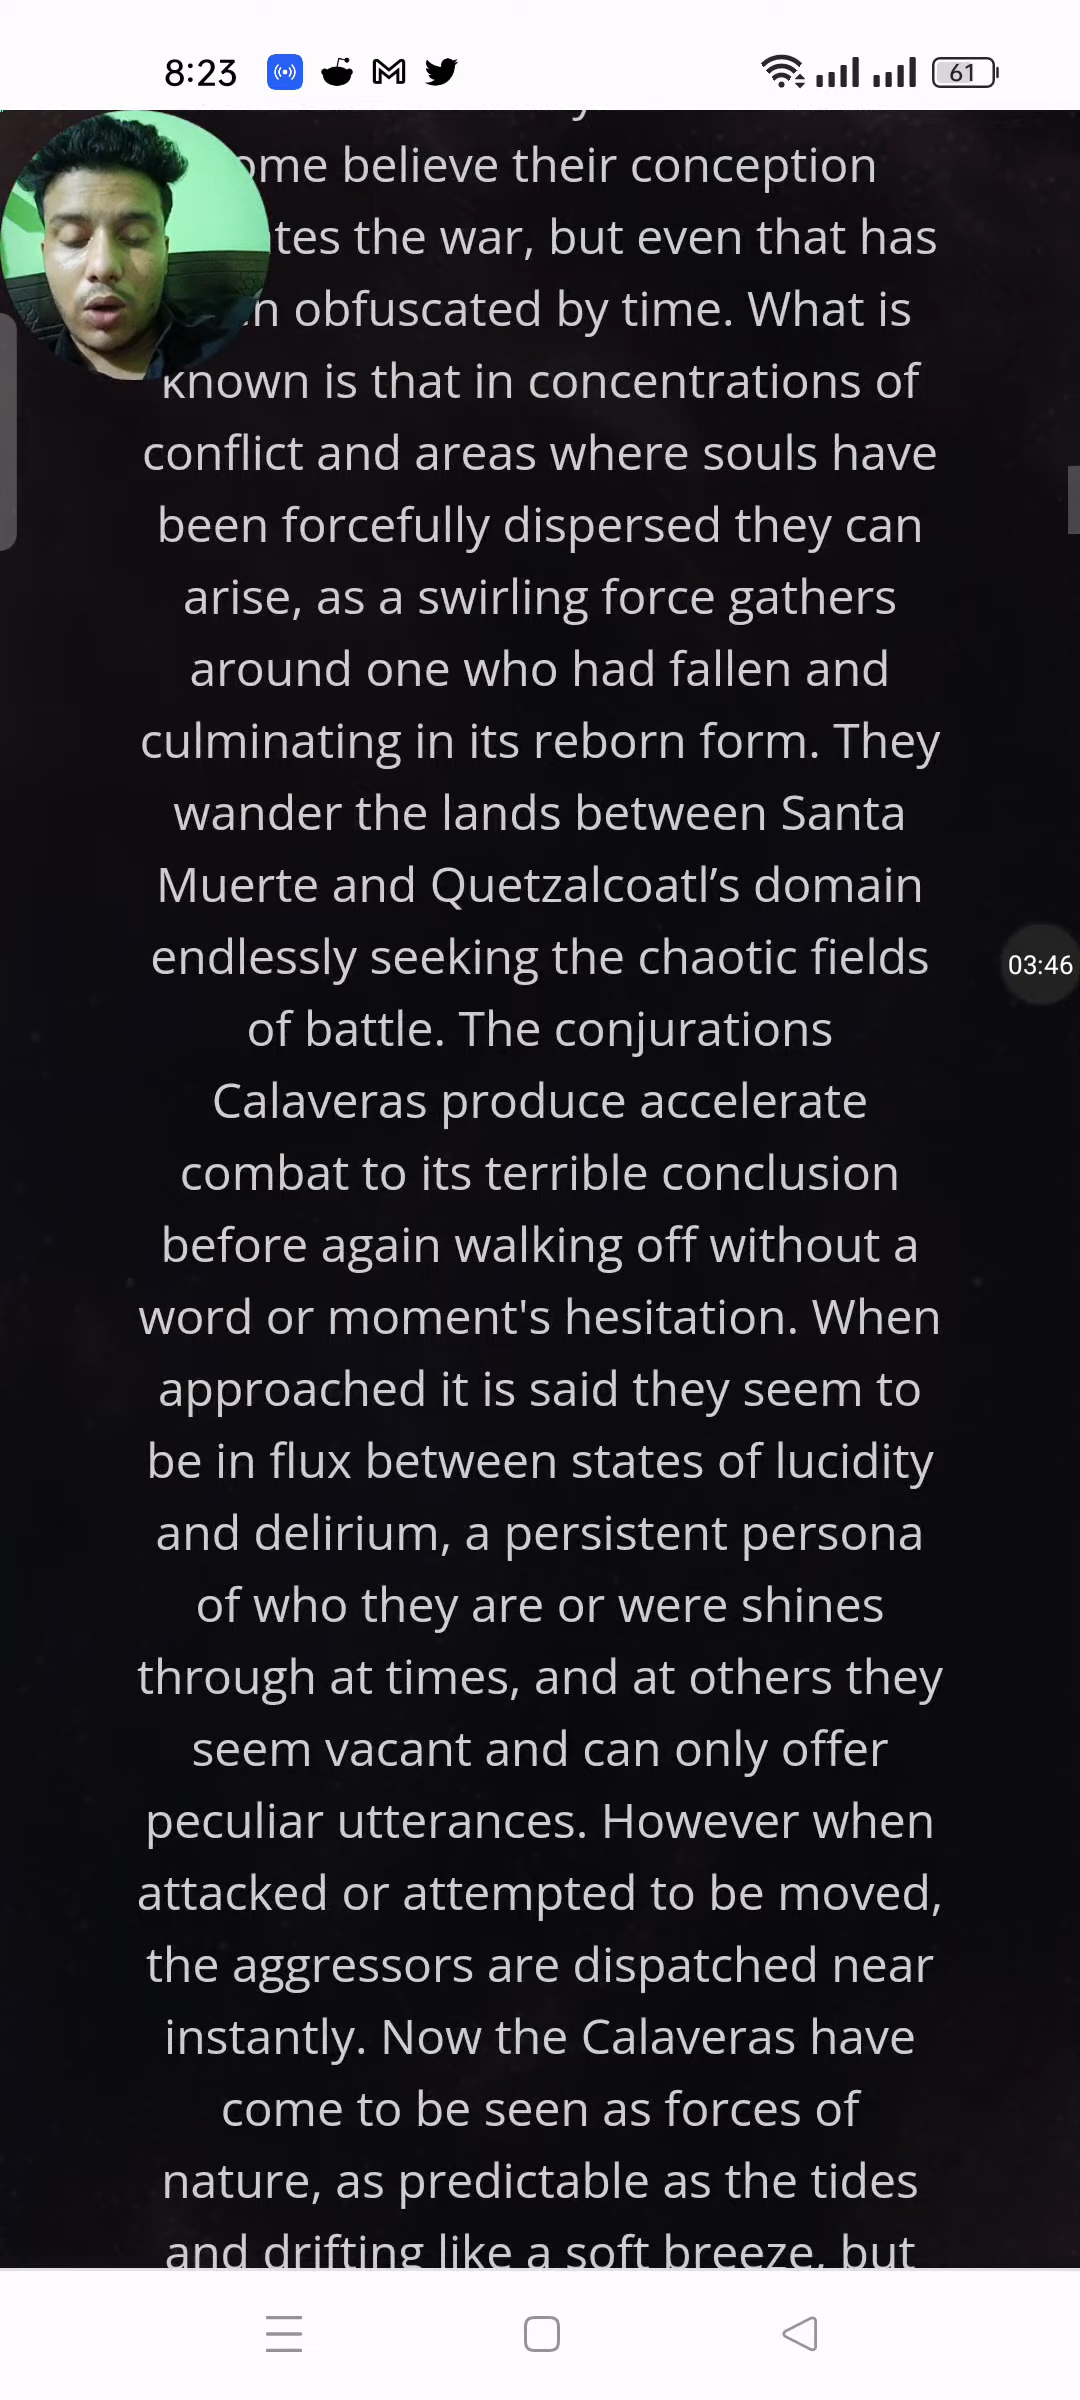 8:23
61
ome believe their conception
tes the war, but even that has
n obfuscated by time. What is
known is that in concentrations of
conflict and areas where souls have
been forcefully dispersed they can
arise, as a swirling force gathers
around one who had fallen and
culminating in its reborn form. They
wander the lands between Santa
Muerte and Quetzalcoatl’s domain
endlessly seeking the chaotic fields
03:46
of battle. The conjurations
Calaveras produce accelerate
combat to its terrible conclusion
before again walking off without a
word or moment's hesitation. When
approached it is said they seem to
be in flux between states of lucidity
and delirium, a persistent persona
of who they are or were shines
through at times, and at others they
seem vacant and can only offer
peculiar utterances. However when
attacked or attempted to be moved,
the aggressors are dispatched near
instantly. Now the Calaveras have
come to be seen as forces of
nature, as predictable as the tides
and drifting like a soft breeze, but